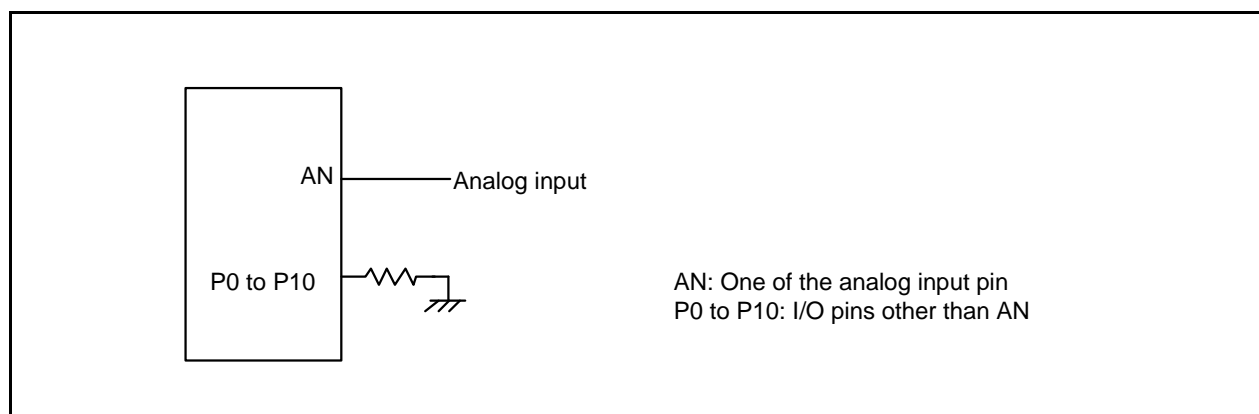 AN
Analog input
P0 to P10
AN: One of the analog input pin
P0 to P10: I/O pins other than AN